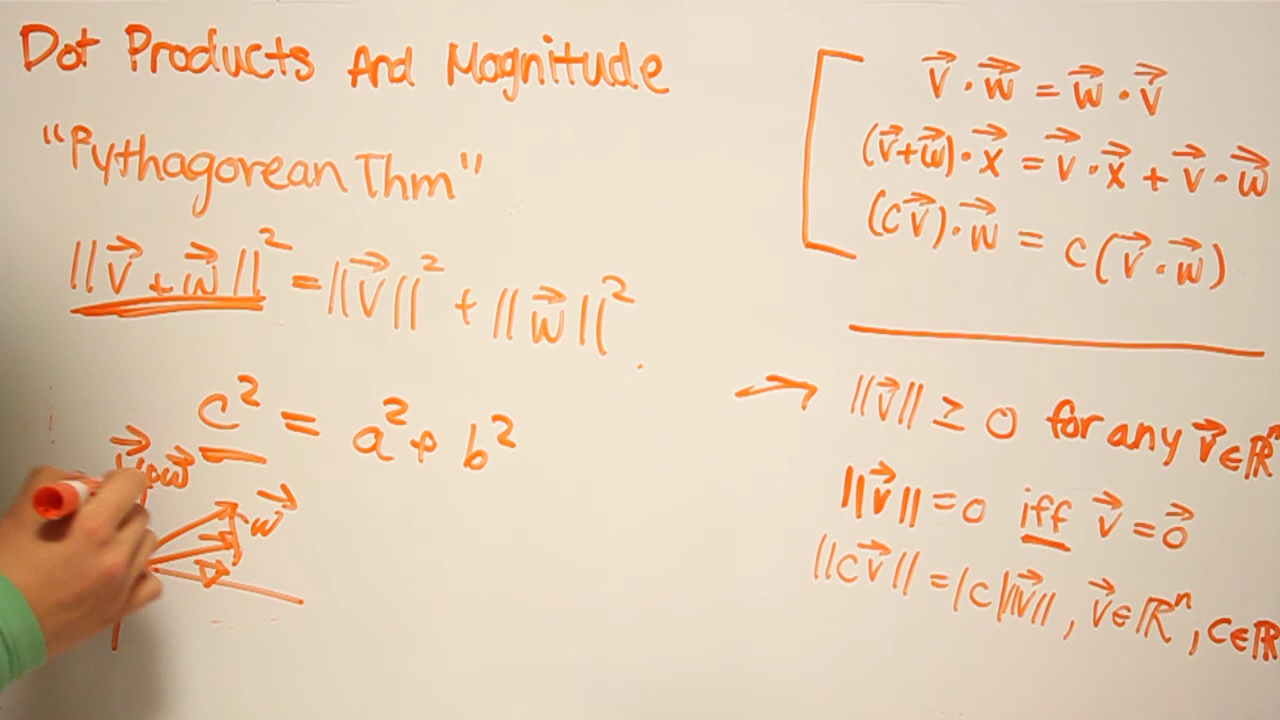 Dot Products And Magnitude
"Pythagorean Thm"
||v⃗ + w⃗||² = ||v⃗||² + ||w⃗||²
c² = a² + b²
w⃗
v⃗ · w⃗ = w⃗ · v⃗
(v⃗+w⃗) · x⃗ = v⃗ · x⃗ + v⃗ · w⃗
(cv⃗) · w⃗ = c(v⃗ · w⃗)
→ ||v⃗|| ≥ 0 for any v⃗ ∈ ℝⁿ
||v⃗|| = 0 iff v⃗ = 0⃗
||cv⃗|| = |c| ||v⃗||, v⃗ ∈ ℝⁿ, c ∈ ℝ